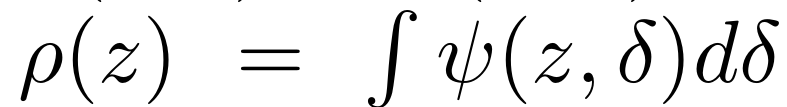 ρ(z) = ∫ ψ(z, δ)dδ